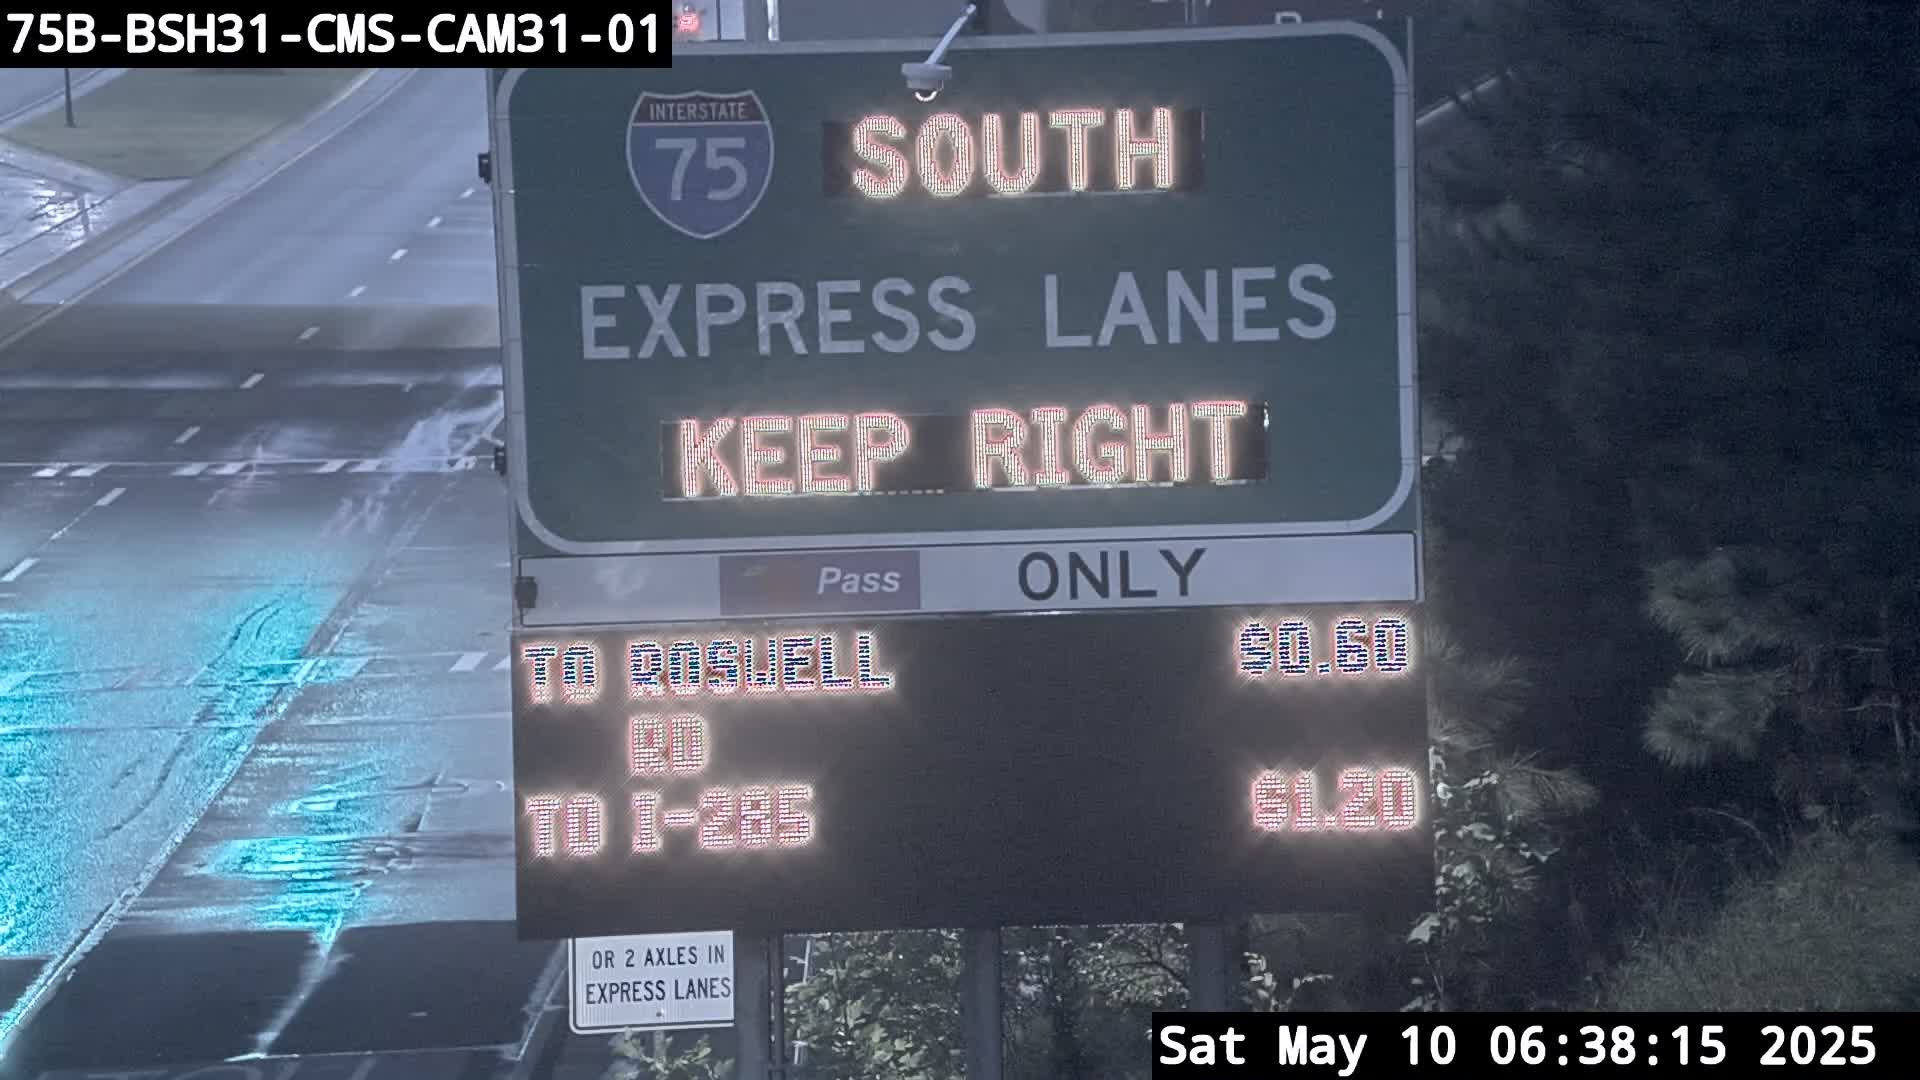 75B-BSH31-CMS-CAM31-01
INTERSTATE
75
SOUTH
EXPRESS LANES
KEEP RIGHT
Pass ONLY
TO ROSWELL $0.60
RD
TO I-285 $1.20
OR 2 AXLES IN
EXPRESS LANES
Sat May 10 06:38:15 2025